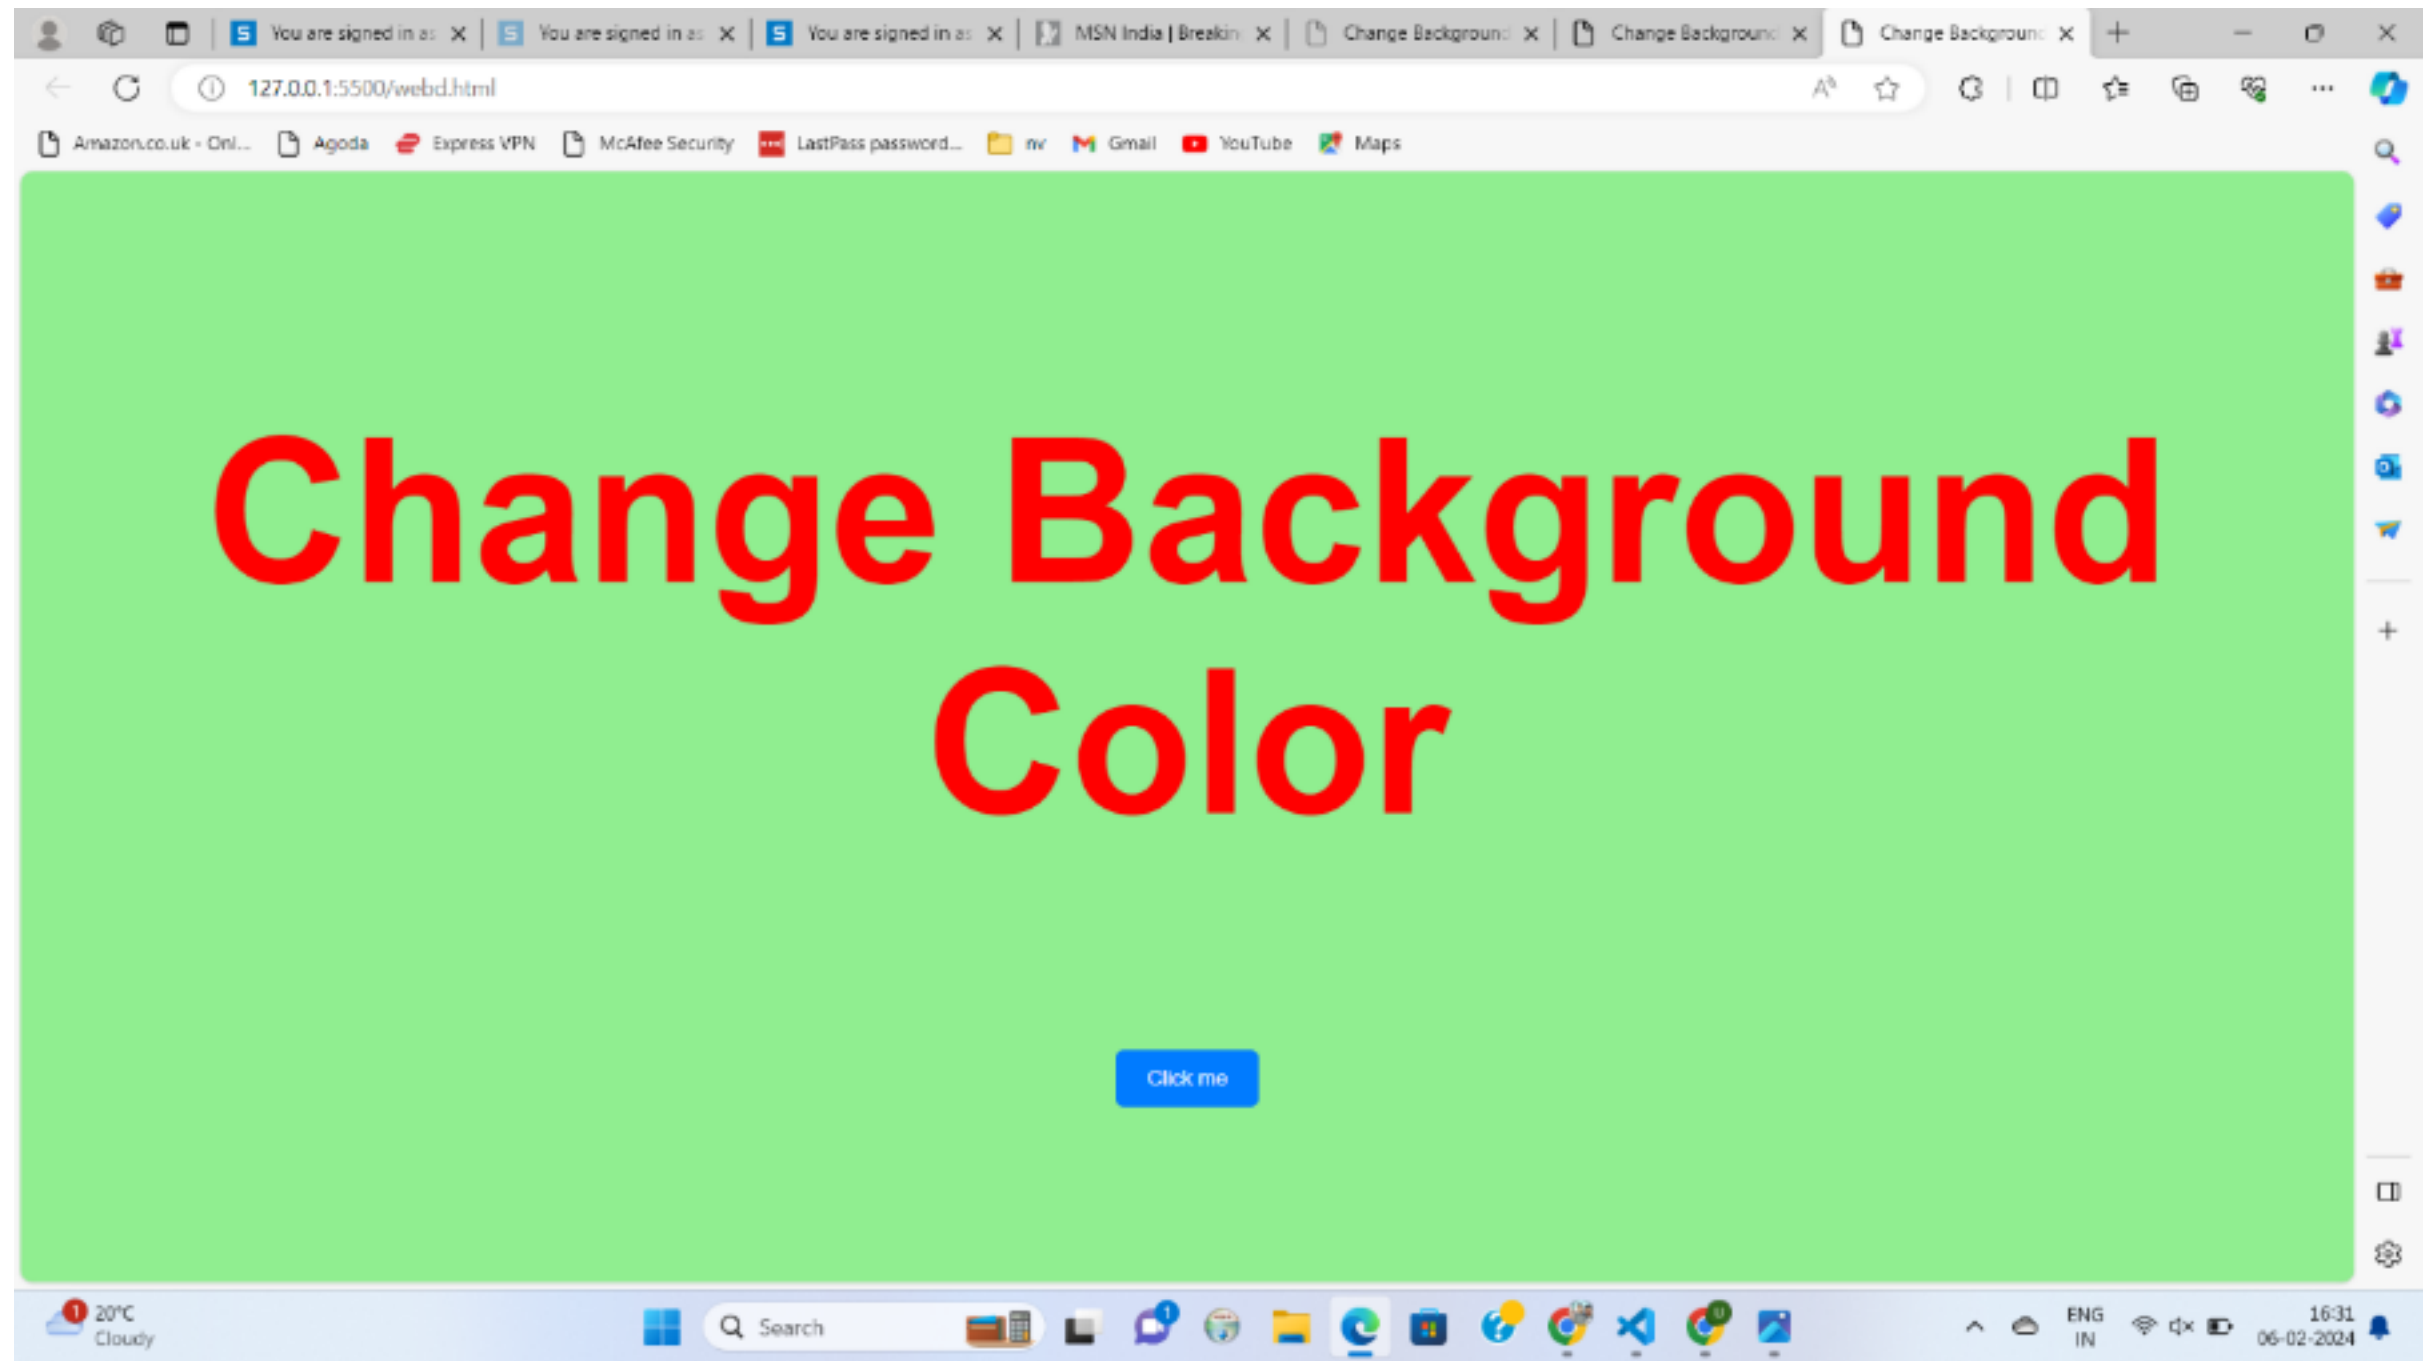 You are signed in as
You are signed in as
You are signed in as
MSN India | Breakin
Change Background
Change Background
Change Background
127.0.0.1:5500/webd.html
Amazon.co.uk - Onl...
Agoda
Express VPN
McAfee Security
LastPass password...
nv
Gmail
YouTube
Maps
Change Background
Color
Click me
1
20°C
Cloudy
Search
1
ENG
IN
16:31
06-02-2024